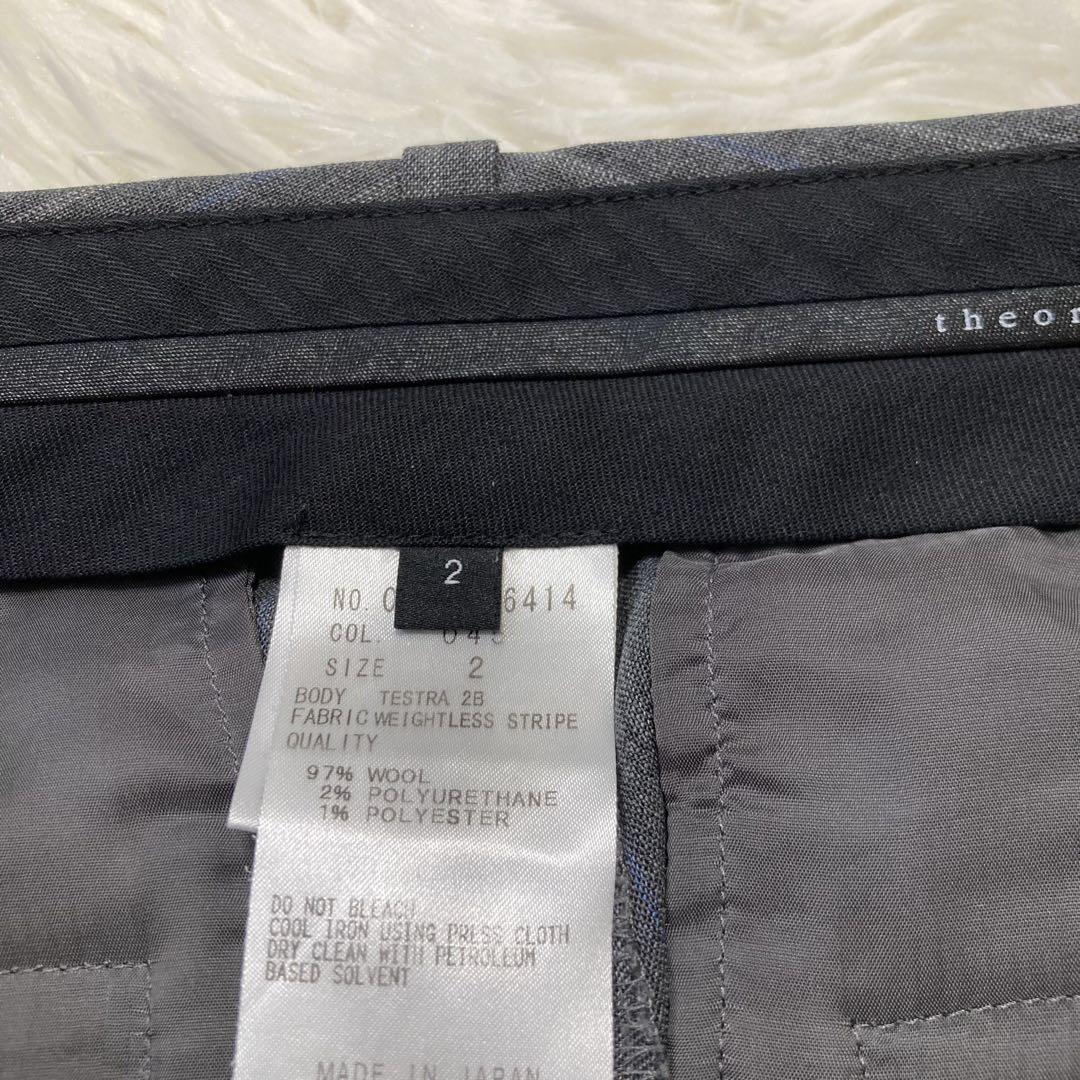 theor
2
NO. C 6414
COL. 64
SIZE 2
BODY TESTRA 2B
FABRIC WEIGHTLESS STRIPE
QUALITY
97% WOOL
2% POLYURETHANE
1% POLYESTER
DO NOT BLEACH
COOL IRON USING PRESS CLOTH
DRY CLEAN WITH PETROLEUM
BASED SOLVENT
MADE IN JAPAN